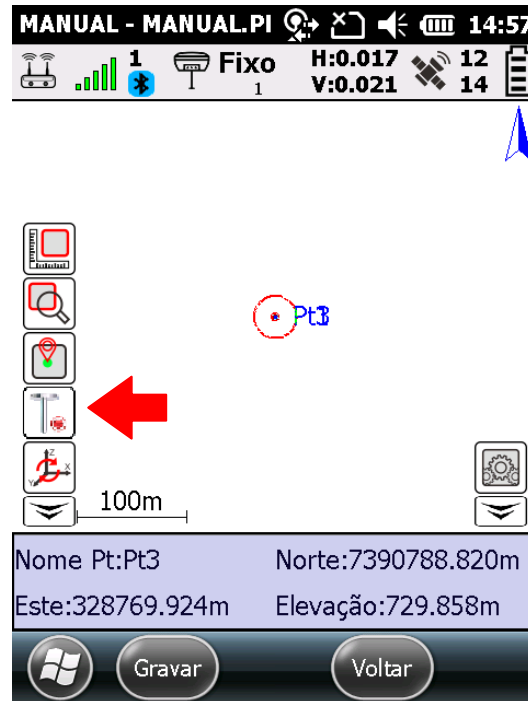 MANUAL - MANUAL.PI 14:57
1 Fixo H:0.017 12
1 V:0.021 14
Z
X
Y
100m
Nome Pt:Pt3 Norte:7390788.820m
Este:328769.924m Elevação:729.858m
Gravar Voltar